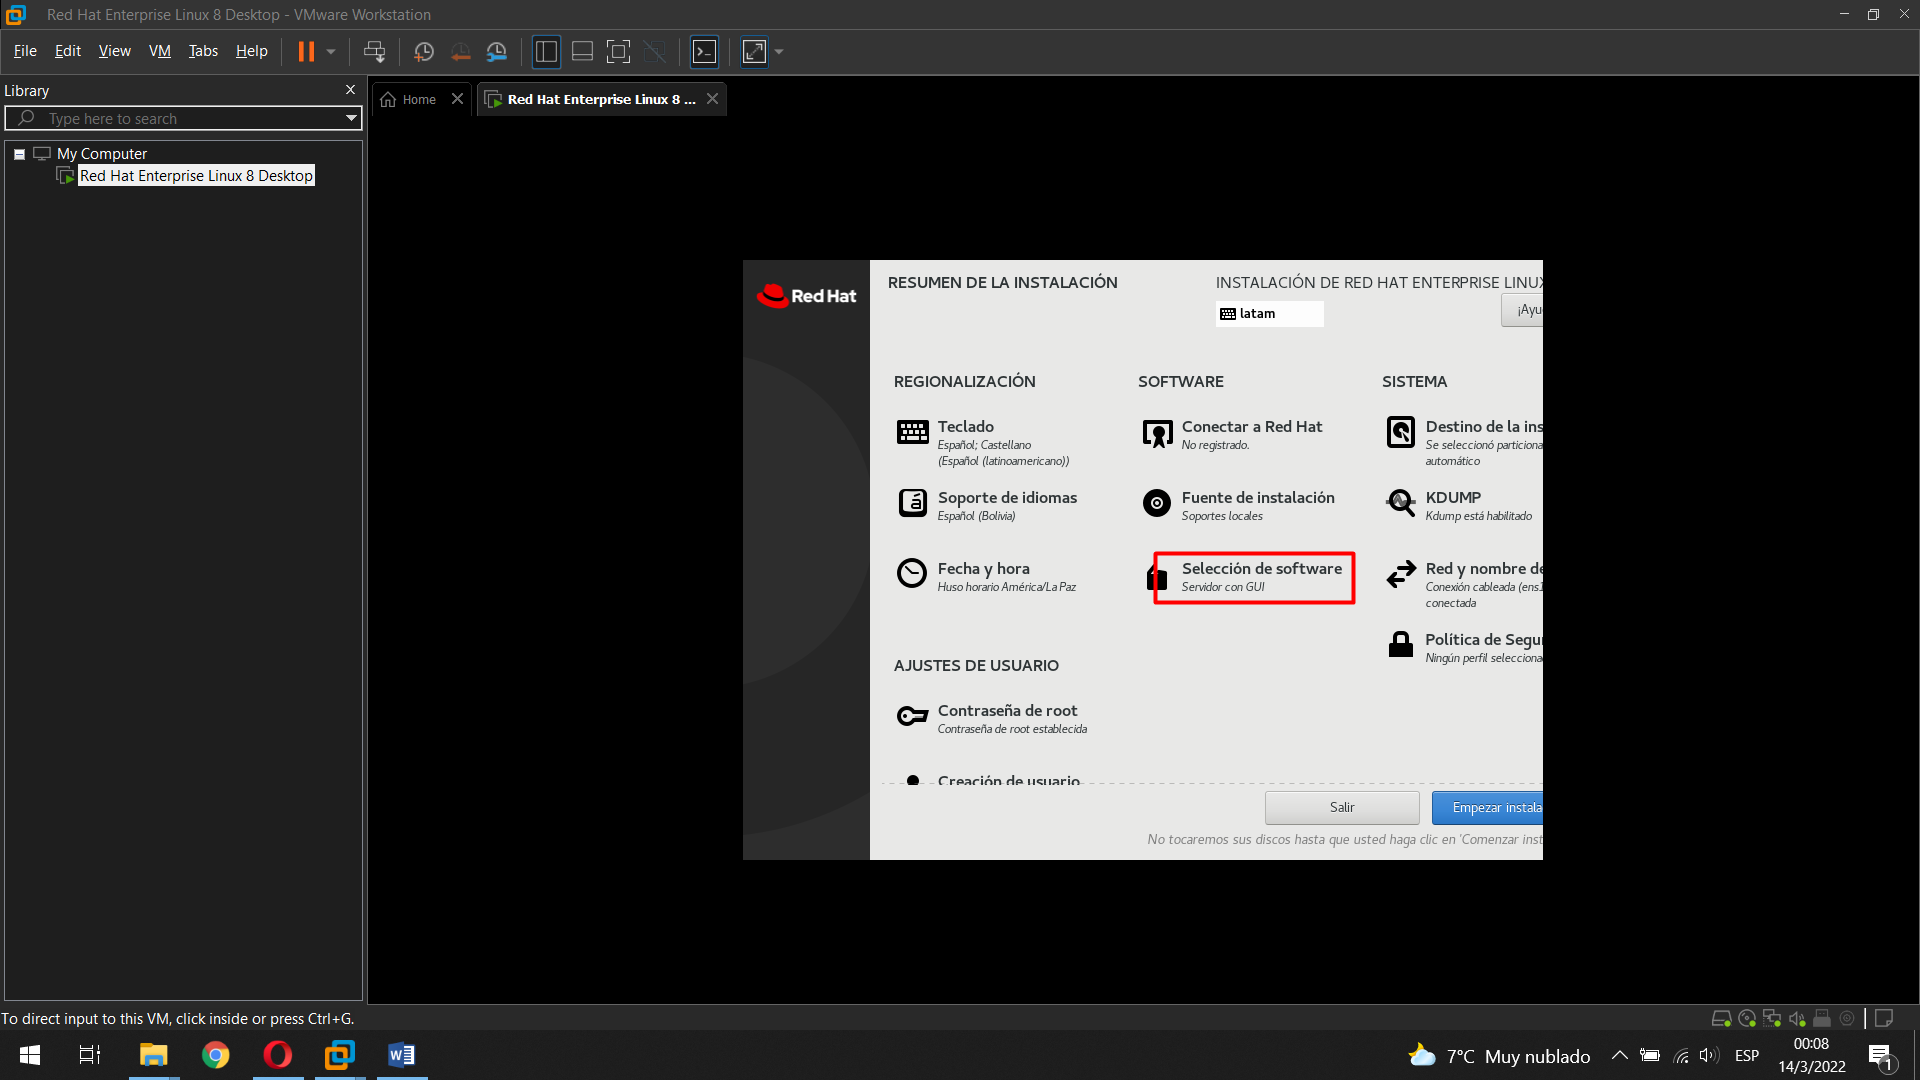 Red Hat Enterprise Linux 8 Desktop - VMware Workstation
File Edit View VM Tabs Help
Library
Type here to search
My Computer
Red Hat Enterprise Linux 8 Desktop
Home
Red Hat Enterprise Linux 8 ...
Red Hat
RESUMEN DE LA INSTALACIÓN
INSTALACIÓN DE RED HAT ENTERPRISE LINUX
latam
¡Ayu
REGIONALIZACIÓN
Teclado
Español; Castellano
(Español (latinoamericano))
Soporte de idiomas
Español (Bolivia)
Fecha y hora
Huso horario América/La Paz
SOFTWARE
Conectar a Red Hat
No registrado.
Fuente de instalación
Soportes locales
Selección de software
Servidor con GUI
SISTEMA
Destino de la ins
Se seleccionó particiona
automático
KDUMP
Kdump está habilitado
Red y nombre de
Conexión cableada (ens1
conectada
Política de Segur
Ningún perfil selecciona
AJUSTES DE USUARIO
Contraseña de root
Contraseña de root establecida
Creación de usuario
Salir
Empezar instala
No tocaremos sus discos hasta que usted haga clic en 'Comenzar inst
To direct input to this VM, click inside or press Ctrl+G.
7°C Muy nublado
ESP
00:08
14/3/2022
1